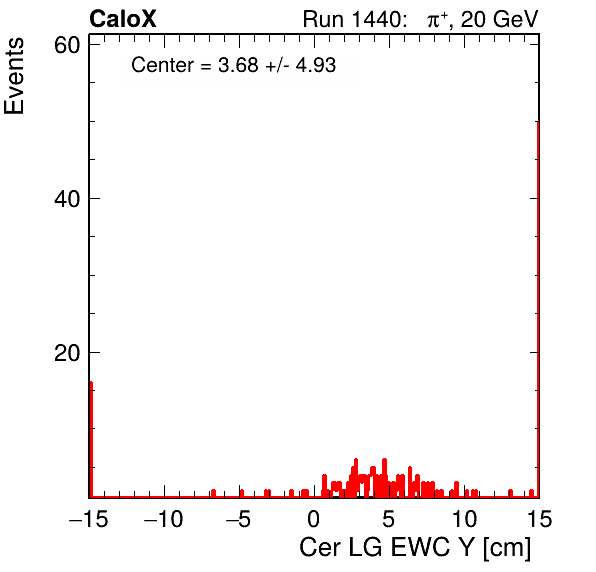 CaloX Run 1440: π⁺, 20 GeV
Center = 3.68 +/- 4.93
Events
60
40
20
−15 −10 −5 0 5 10 15
Cer LG EWC Y [cm]